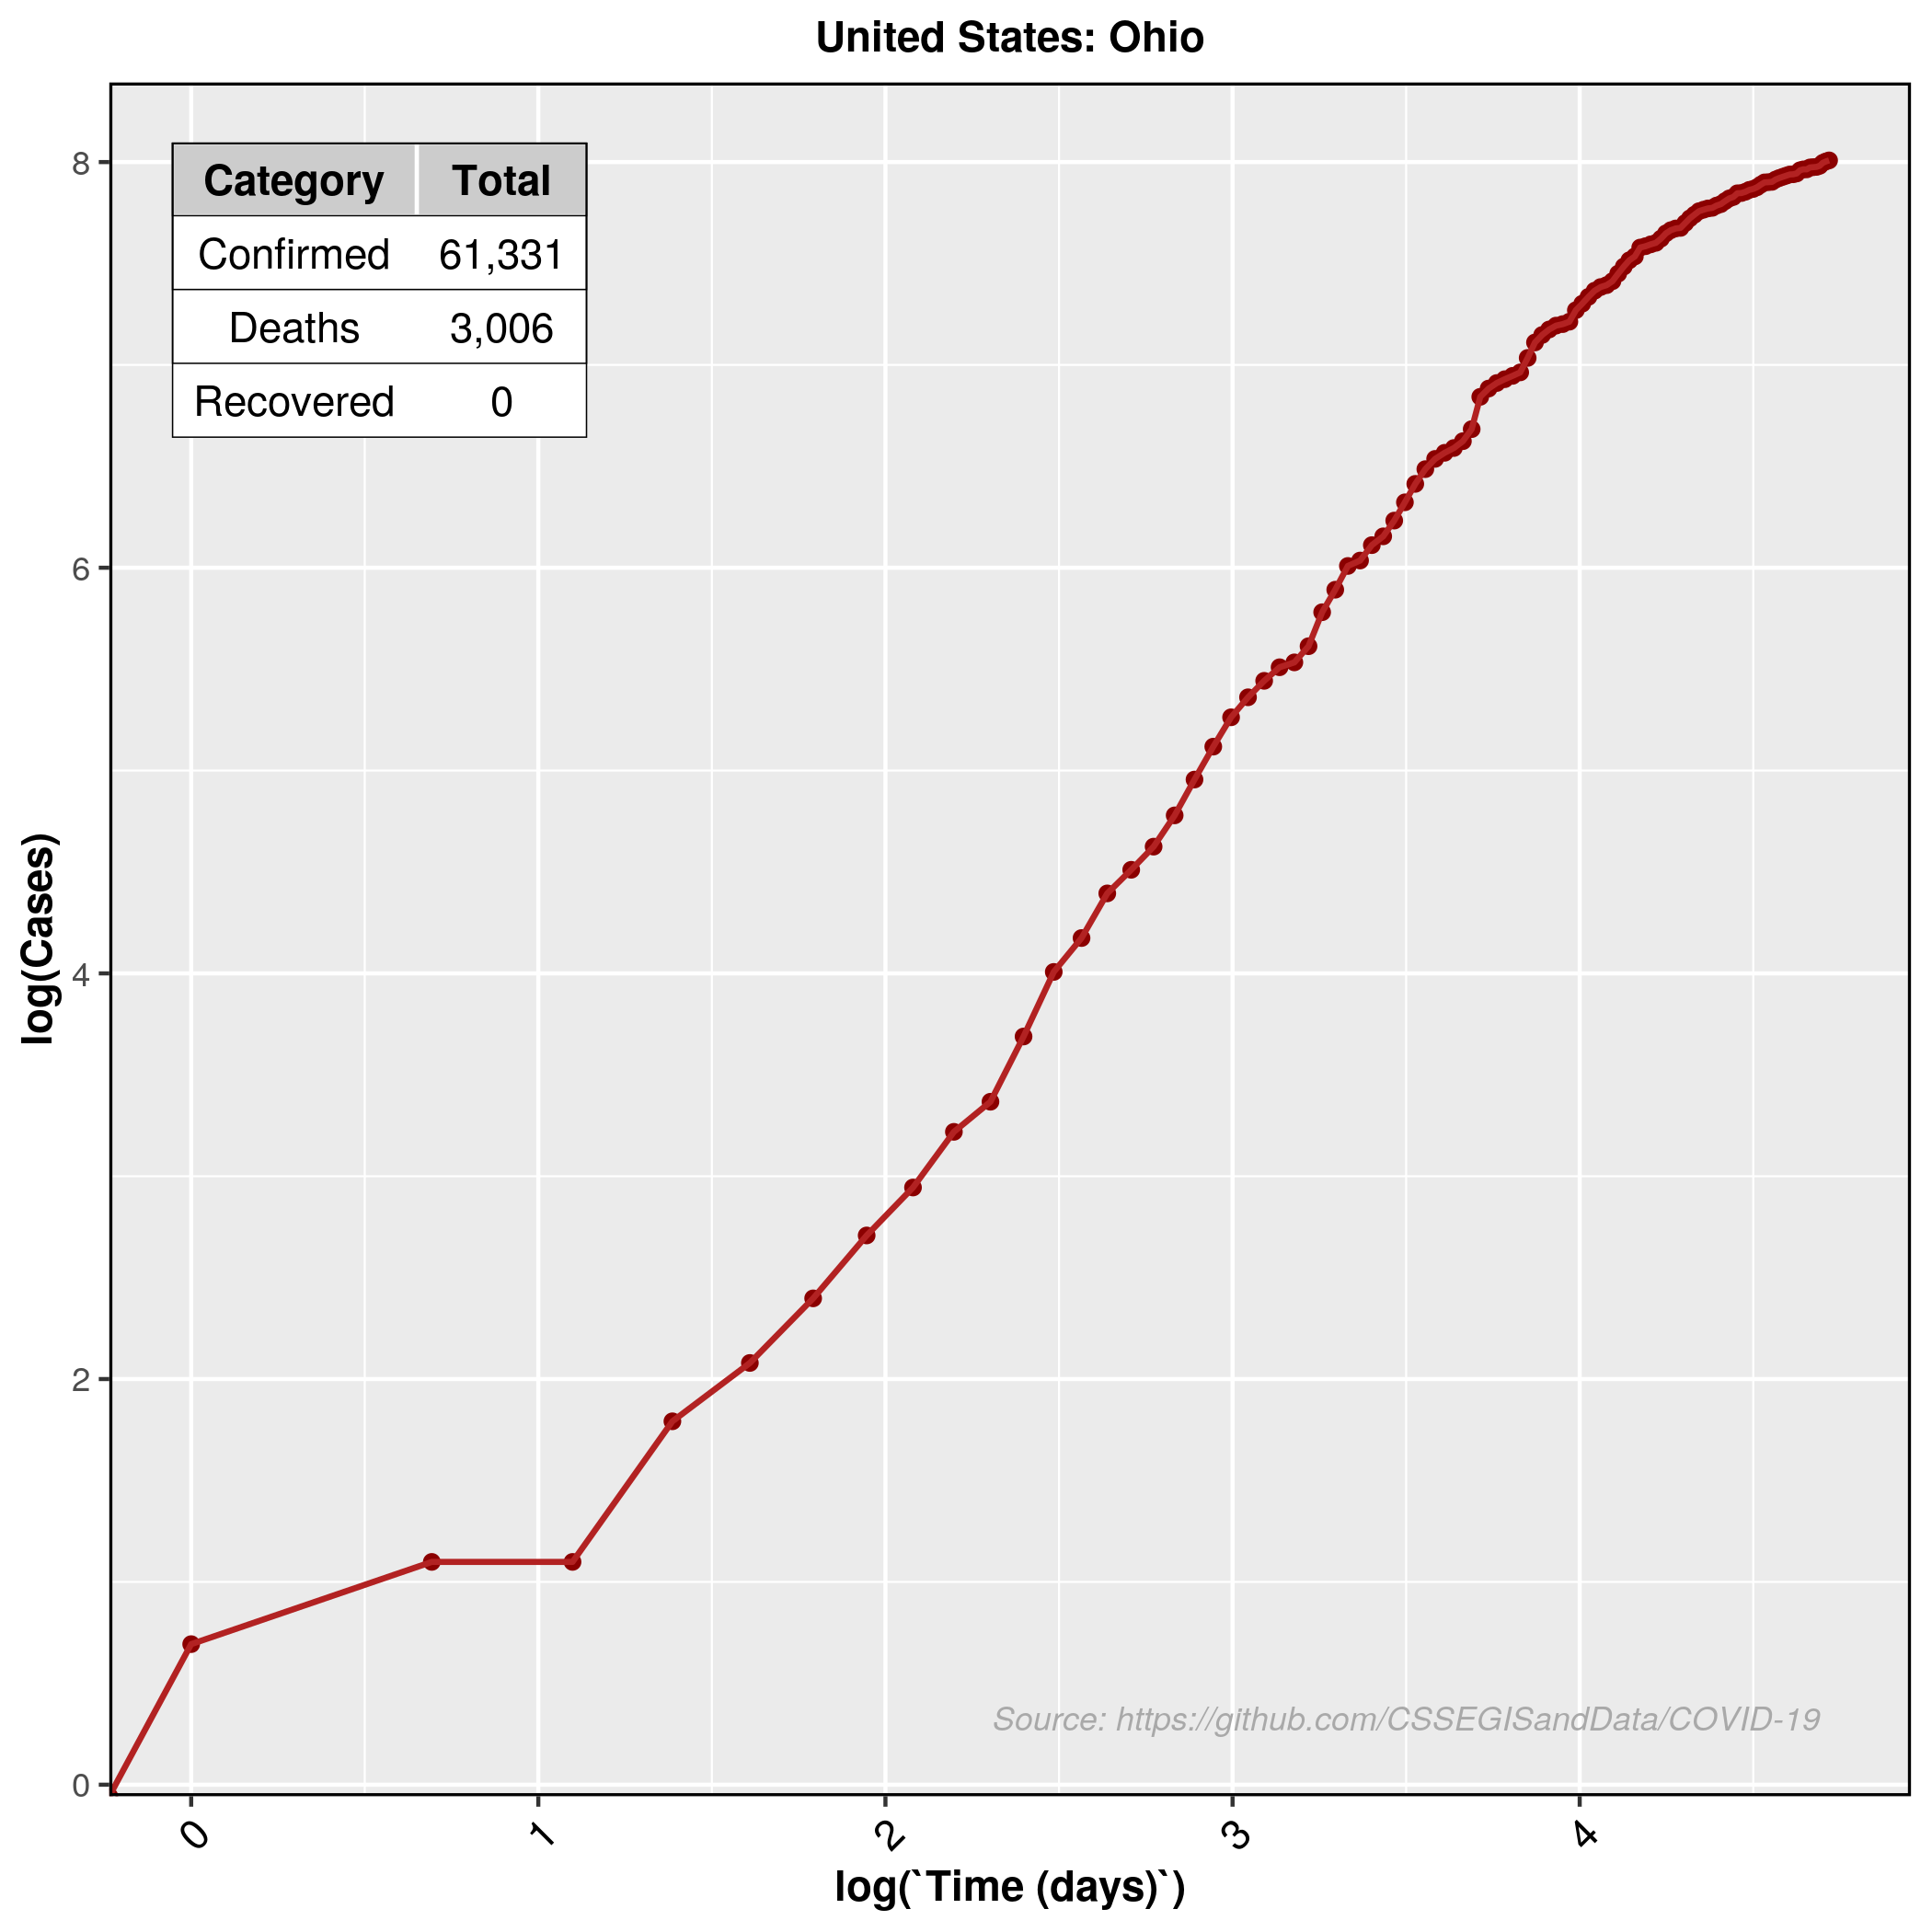 United States: Ohio
Category Total
Confirmed 61,331
Deaths 3,006
Recovered 0
8
6
4
2
0
log(Cases)
Source: https://github.com/CSSEGISandData/COVID-19
0 1 2 3 4
log(`Time (days)`)